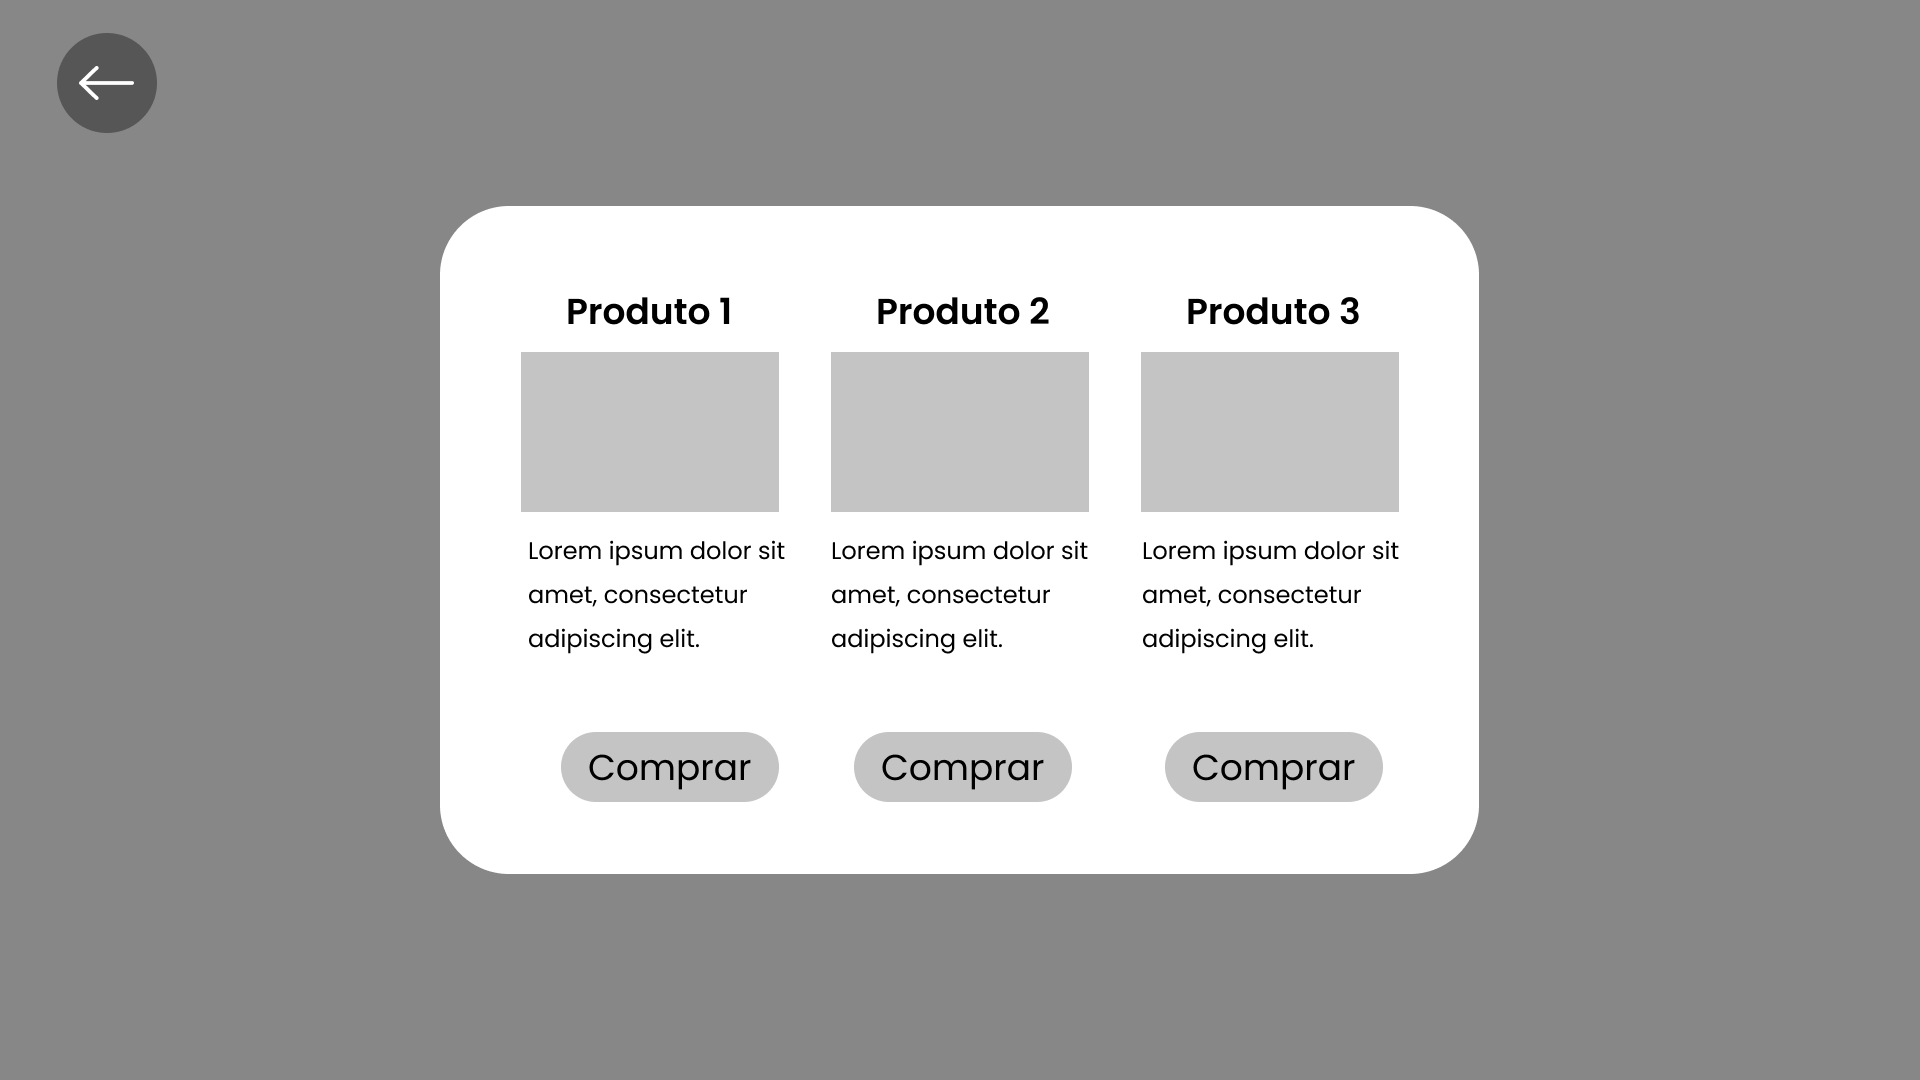 Produto 1
Produto 2
Produto 3
Lorem ipsum dolor sit
amet, consectetur
adipiscing elit.
Lorem ipsum dolor sit
amet, consectetur
adipiscing elit.
Lorem ipsum dolor sit
amet, consectetur
adipiscing elit.
Comprar
Comprar
Comprar